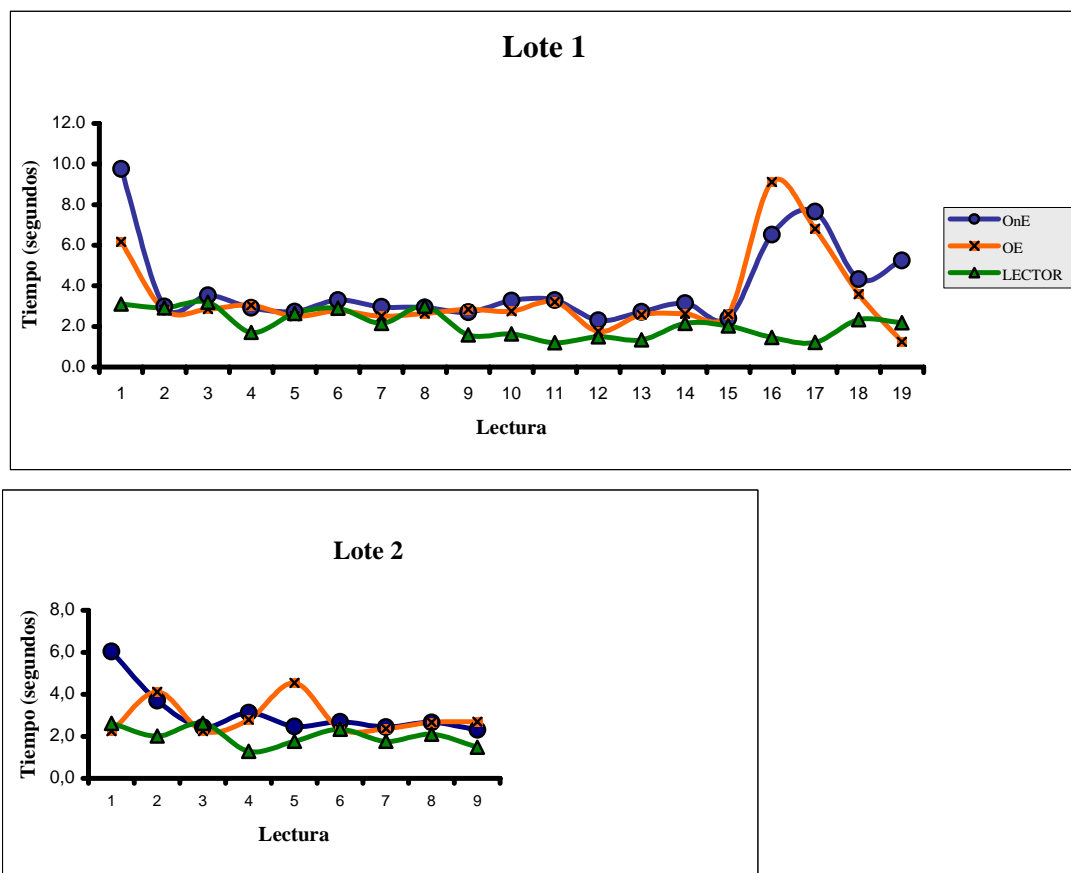 Lote 1
Tiempo (segundos)
12.0
10.0
8.0
6.0
4.0
2.0
0.0
1 2 3 4 5 6 7 8 9 10 11 12 13 14 15 16 17 18 19
Lectura
OnE
OE
LECTOR
Lote 2
Tiempo (segundos)
8,0
6,0
4,0
2,0
0,0
1 2 3 4 5 6 7 8 9
Lectura